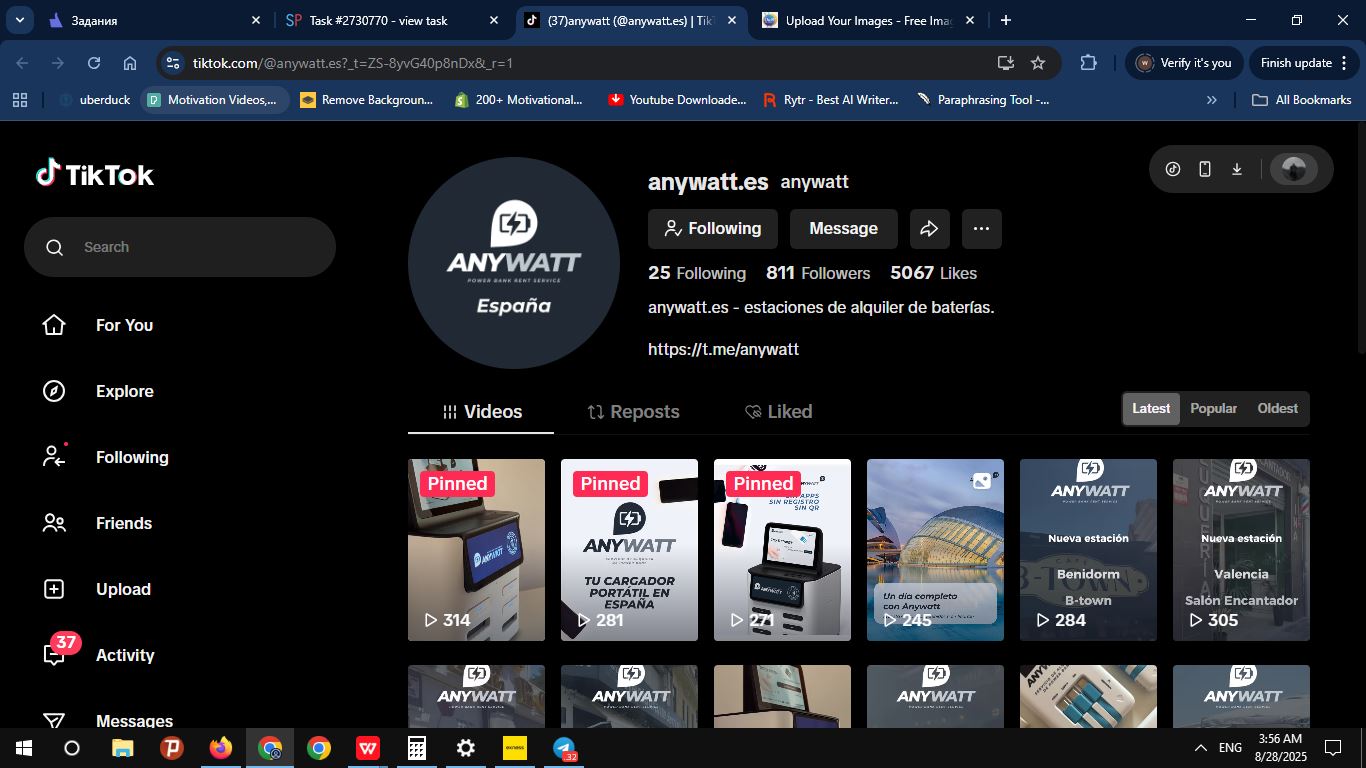 Задания
Task #2730770 - view task
(37)anywatt (@anywatt.es) | Tik
Upload Your Images - Free Imag
tiktok.com/@anywatt.es?_t=ZS-8yvG40p8nDx&_r=1
Verify it's you
Finish update
uberduck
Motivation Videos,...
Remove Backgroun...
200+ Motivational...
Youtube Downloade...
Rytr - Best AI Writer...
Paraphrasing Tool -...
All Bookmarks
TikTok
Search
For You
Explore
Following
Friends
Upload
37
Activity
Messages
ANYWATT
POWER BANK RENT SERVICE
España
anywatt.es anywatt
Following
Message
25 Following 811 Followers 5067 Likes
anywatt.es - estaciones de alquiler de baterías.
https://t.me/anywatt
Videos
Reposts
Liked
Latest
Popular
Oldest
Pinned
314
Pinned
ANYWATT
TU CARGADOR
PORTÁTIL EN
ESPAÑA
281
Pinned
SIN REGISTRO
SIN QR
271
Un día completo
con Anywatt
245
ANYWATT
Nueva estación
Benidorm
B-town
284
ANYWATT
Nueva estación
Valencia
Salón Encantador
305
ANYWATT
ANYWATT
ANYWATT
ANYWATT
32
ENG
3:56 AM
8/28/2025